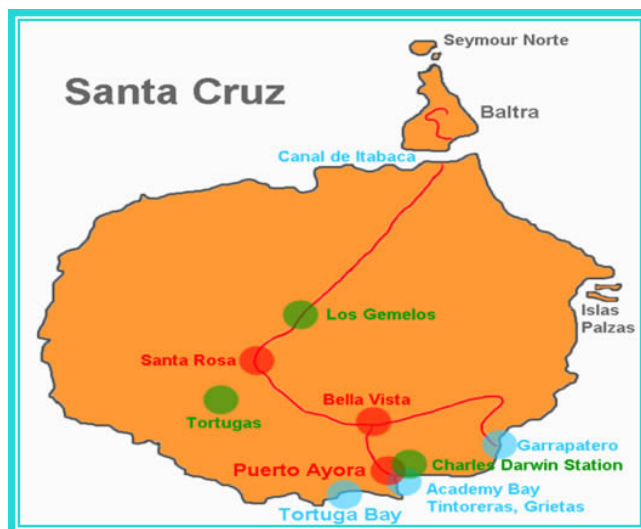 Seymour Norte
Santa Cruz
Baltra
Canal de Itabaca
Islas
Palzas
Los Gemelos
Santa Rosa
Bella Vista
Tortugas
Garrapatero
Puerto Ayora
Charles Darwin Station
Academy Bay
Tintoreras, Grietas
Tortuga Bay